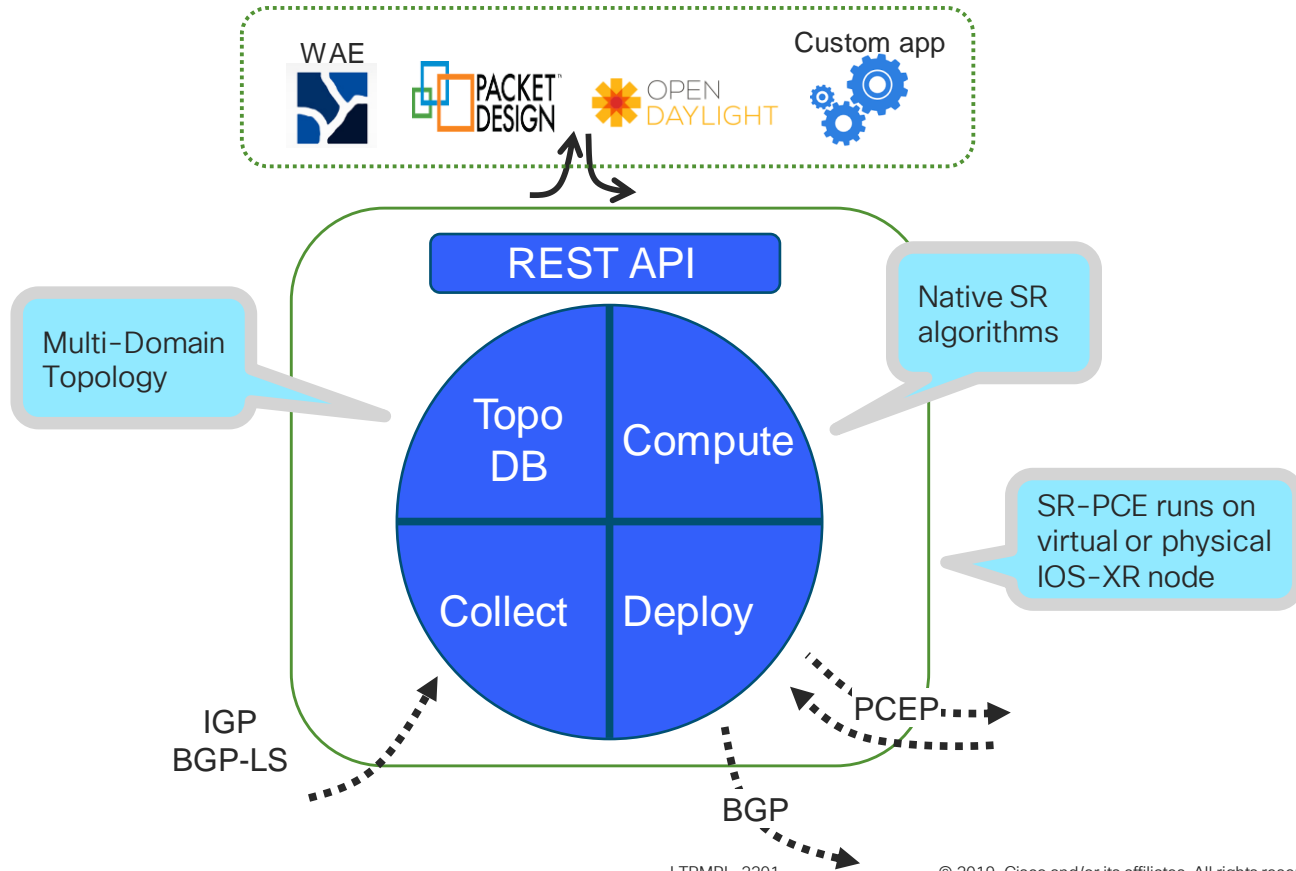 WAE
PACKET™
DESIGN
OPEN
DAYLIGHT
Custom app
REST API
Multi-Domain
Topology
Native SR
algorithms
Topo
DB
Compute
SR-PCE runs on
virtual or physical
IOS-XR node
Collect
Deploy
IGP
BGP-LS
PCEP
BGP